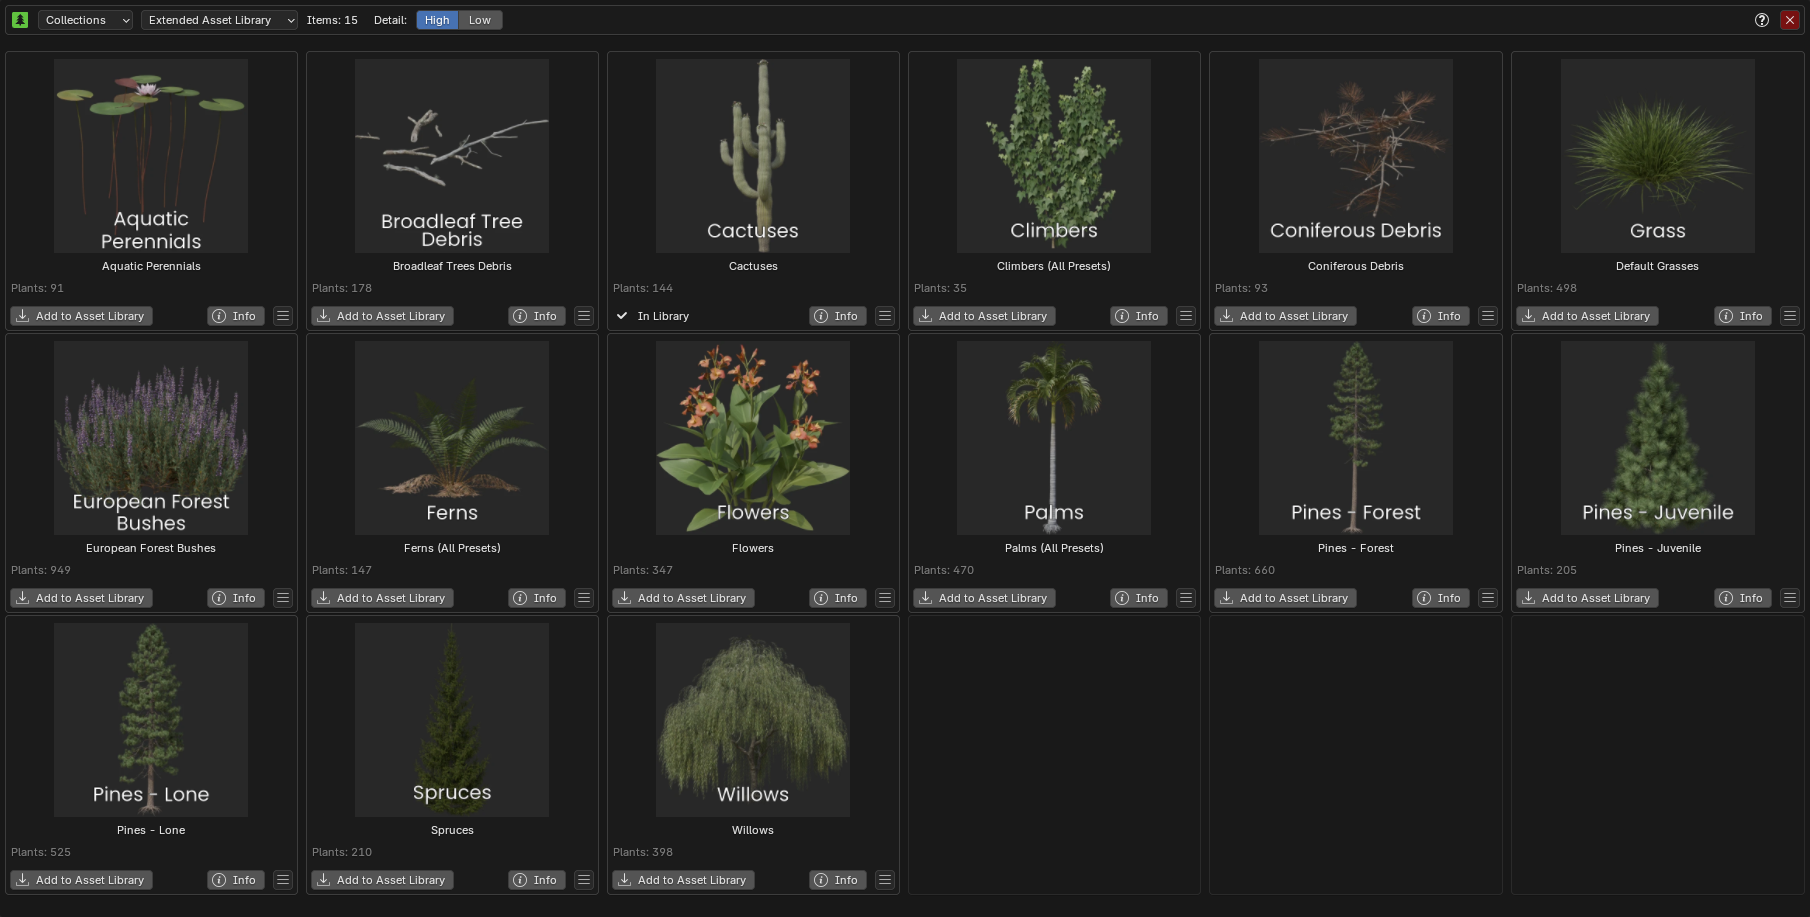 Collections
Extended Asset Library
Items: 15
Detail:
High
Low
Aquatic
Perennials
Aquatic Perennials
Plants: 91
Add to Asset Library
Info
Broadleaf Tree
Debris
Broadleaf Trees Debris
Plants: 178
Add to Asset Library
Info
Cactuses
Cactuses
Plants: 144
In Library
Info
Climbers
Climbers (All Presets)
Plants: 35
Add to Asset Library
Info
Coniferous Debris
Coniferous Debris
Plants: 93
Add to Asset Library
Info
Grass
Default Grasses
Plants: 498
Add to Asset Library
Info
European Forest
Bushes
European Forest Bushes
Plants: 949
Add to Asset Library
Info
Ferns
Ferns (All Presets)
Plants: 147
Add to Asset Library
Info
Flowers
Flowers
Plants: 347
Add to Asset Library
Info
Palms
Palms (All Presets)
Plants: 470
Add to Asset Library
Info
Pines - Forest
Pines - Forest
Plants: 660
Add to Asset Library
Info
Pines - Juvenile
Pines - Juvenile
Plants: 205
Add to Asset Library
Info
Pines - Lone
Pines - Lone
Plants: 525
Add to Asset Library
Info
Spruces
Spruces
Plants: 210
Add to Asset Library
Info
Willows
Willows
Plants: 398
Add to Asset Library
Info